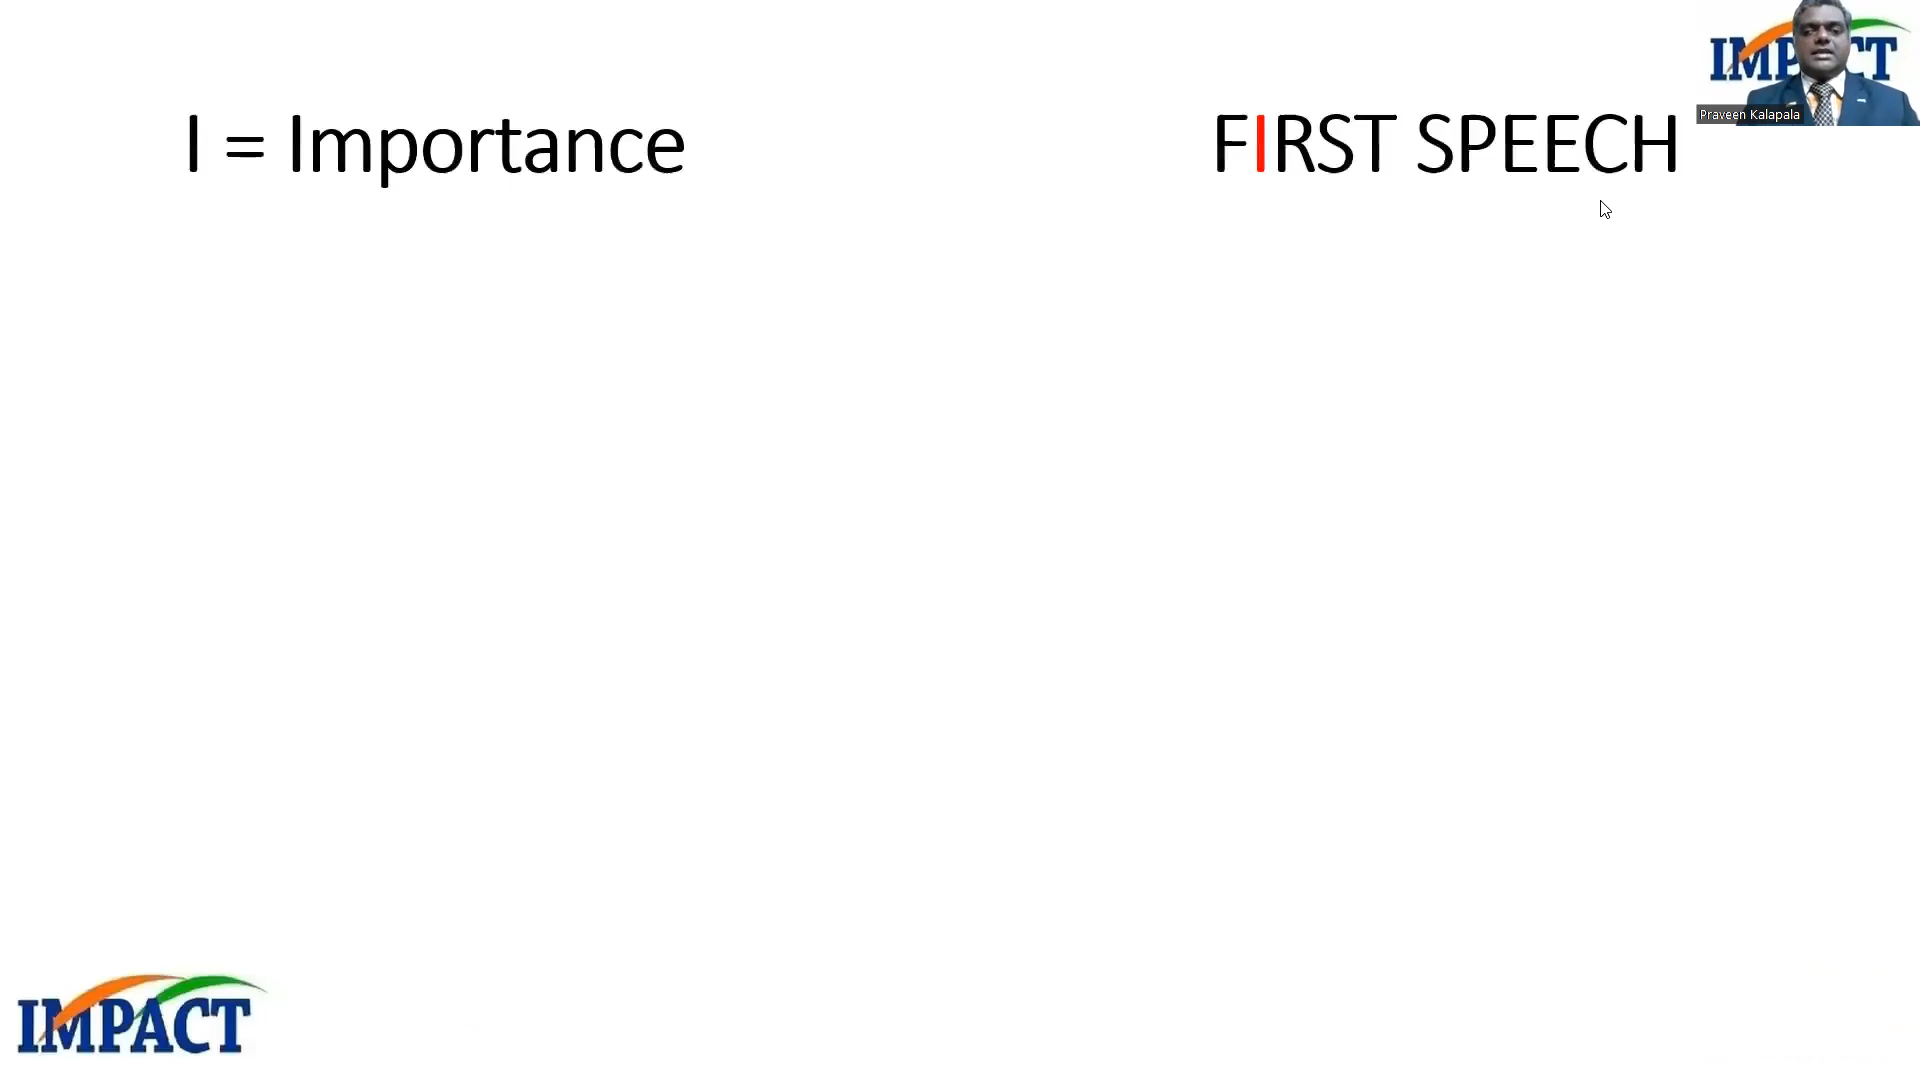 I = Importance
FIRST SPEECH
IMPACT
Praveen Kalapala
IMPACT